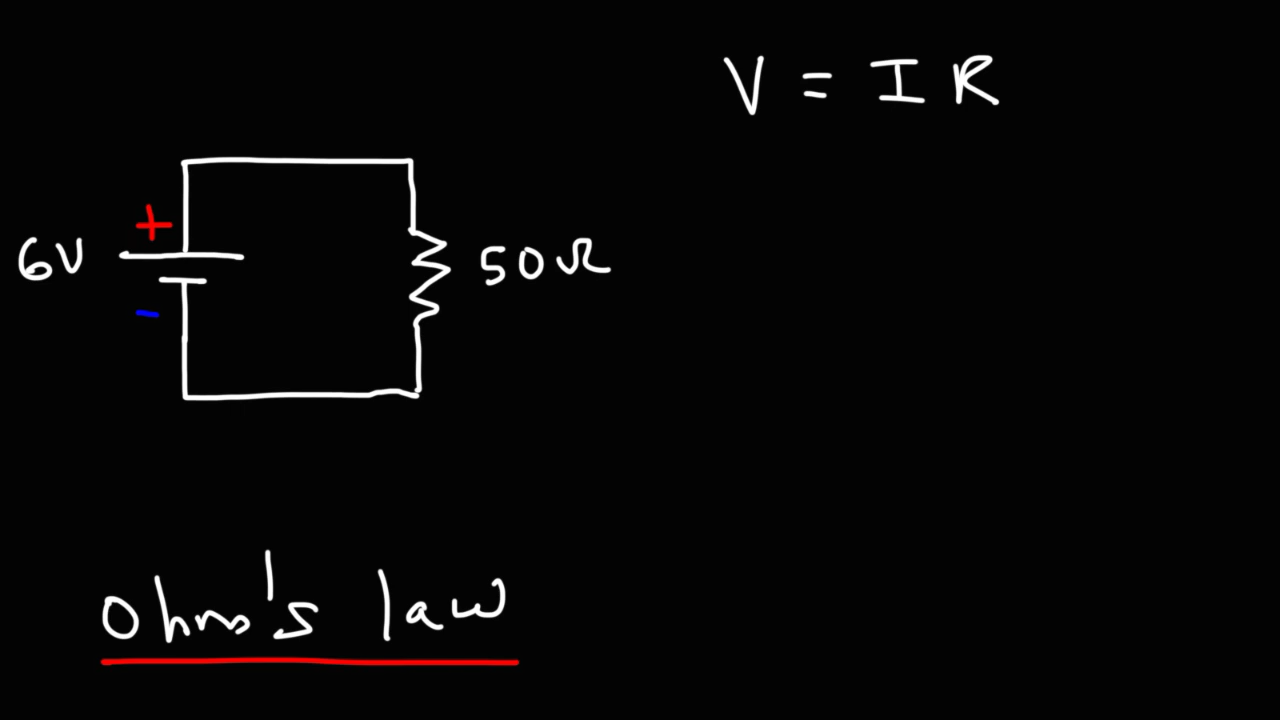 V = I R
+
6V
50Ω
-
Ohm's law